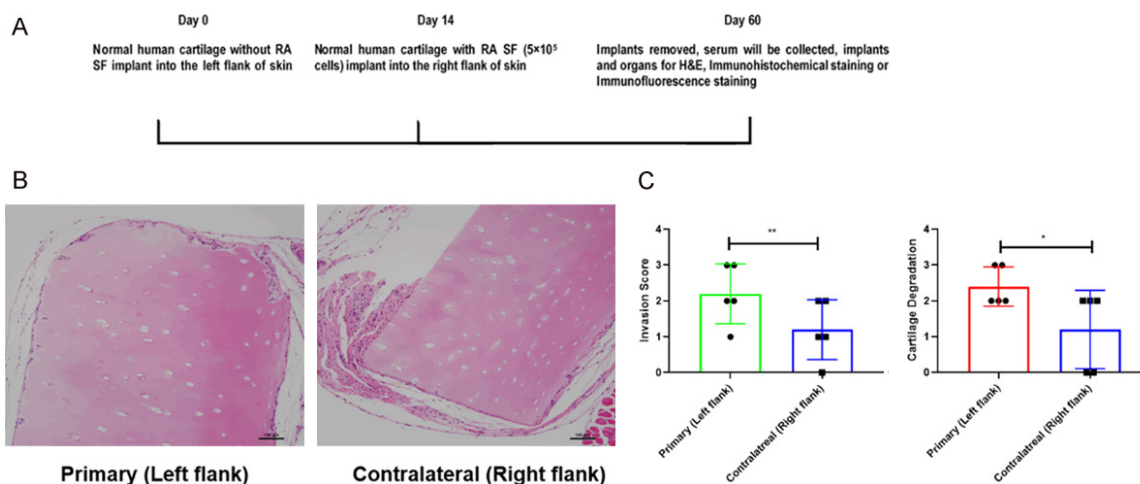 A
Day 0
Normal human cartilage without RA
SF implant into the left flank of skin
Day 14
Normal human cartilage with RA SF (5×10⁵
cells) implant into the right flank of skin
Day 60
Implants removed, serum will be collected, implants
and organs for H&E, Immunohistochemical staining or
Immunofluorescence staining
B
Primary (Left flank)
Contralateral (Right flank)
C
Invasion Score
4
3
2
1
0
**
Primary (Left flank)
Contralatreal (Right flank)
Cartilage Degradation
4
3
2
1
0
*
Primary (Left flank)
Contralatreal (Right flank)